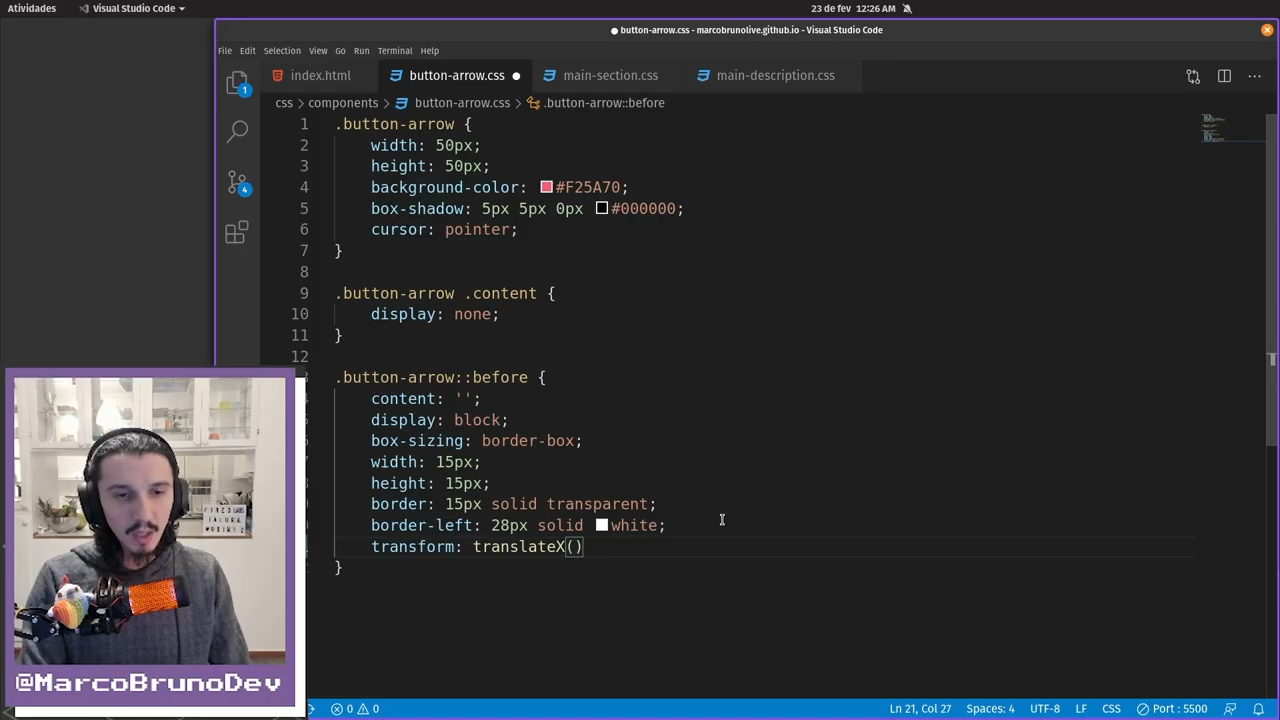 Atividades
Visual Studio Code
23 de fev 12:26 AM
● button-arrow.css - marcobrunolive.github.io - Visual Studio Code
File Edit Selection View Go Run Terminal Help
index.html
button-arrow.css ●
main-section.css
main-description.css
css > components > button-arrow.css > .button-arrow::before
1 .button-arrow {
2     width: 50px;
3     height: 50px;
4     background-color: #F25A70;
5     box-shadow: 5px 5px 0px #000000;
6     cursor: pointer;
7 }
8
9 .button-arrow .content {
10     display: none;
11 }
12
.button-arrow::before {
    content: '';
    display: block;
    box-sizing: border-box;
    width: 15px;
    height: 15px;
    border: 15px solid transparent;
    border-left: 28px solid white;
    transform: translateX()
}
1
4
@MarcoBrunoDev
0 0
Ln 21, Col 27 Spaces: 4 UTF-8 LF CSS Port : 5500